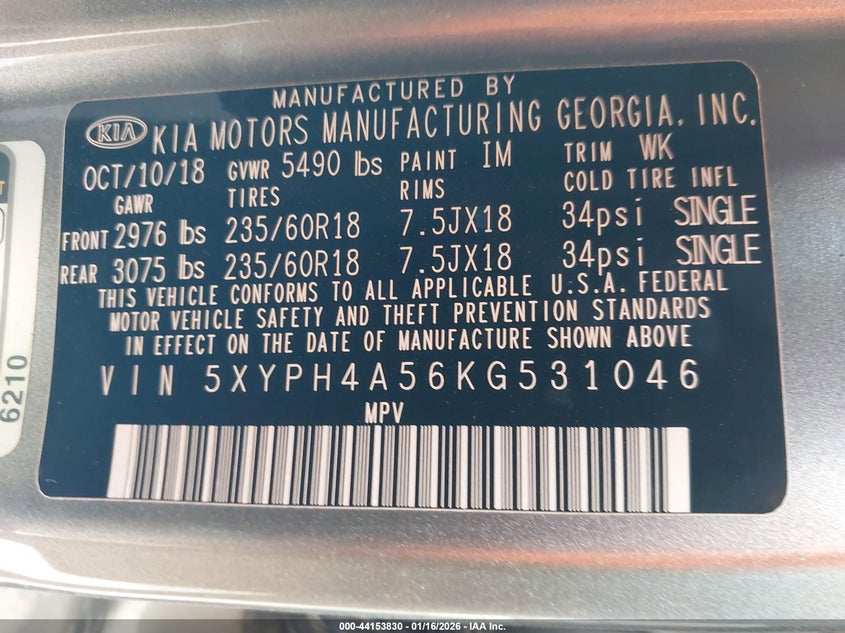 MANUFACTURED BY
KIA KIA MOTORS MANUFACTURING GEORGIA, INC.
OCT/10/18 GVWR 5490 lbs PAINT IM TRIM WK
GAWR TIRES RIMS COLD TIRE INFL
FRONT 2976 lbs 235/60R18 7.5JX18 34psi SINGLE
REAR 3075 lbs 235/60R18 7.5JX18 34psi SINGLE
THIS VEHICLE CONFORMS TO ALL APPLICABLE U.S.A. FEDERAL
MOTOR VEHICLE SAFETY AND THEFT PREVENTION STANDARDS
IN EFFECT ON THE DATE OF MANUFACTURE SHOWN ABOVE
VIN 5XYPH4A56KG531046
MPV
6210
000-44153830 - 01/16/2026 - IAA Inc.